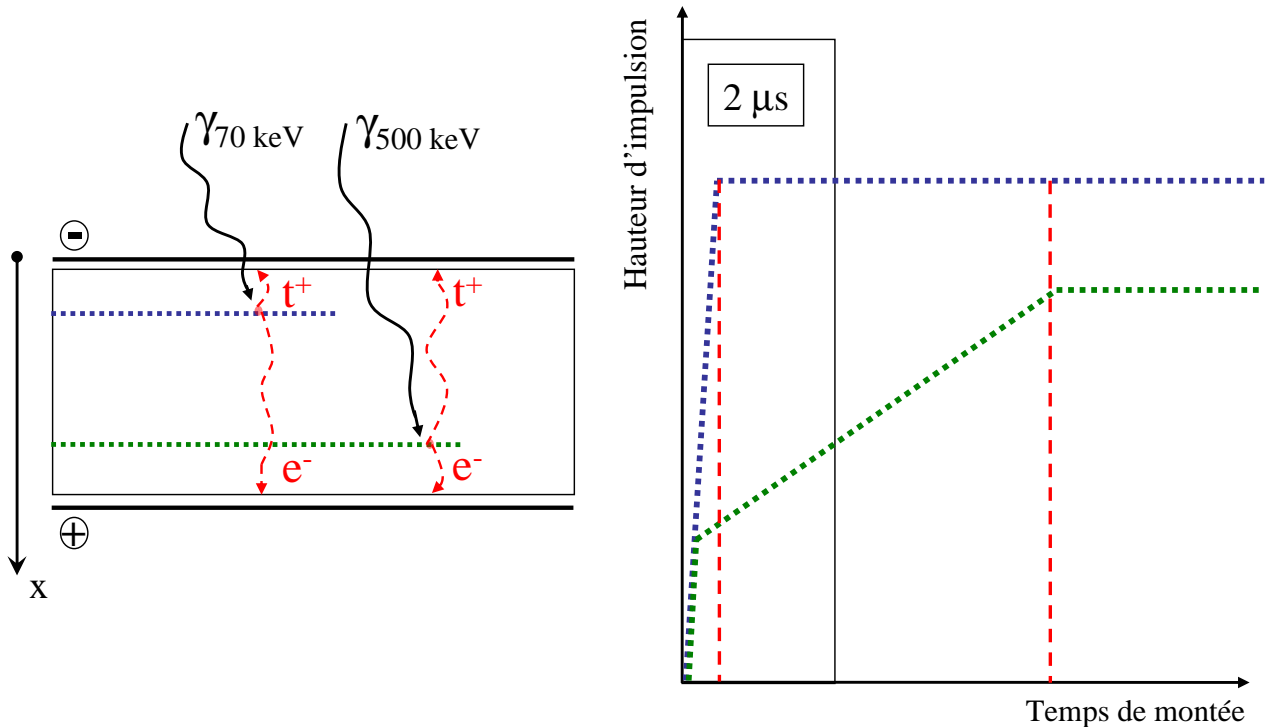 γ70 keV
γ500 keV
-
t+
t+
e-
e-
+
x
Hauteur d’impulsion
2 μs
Temps de montée